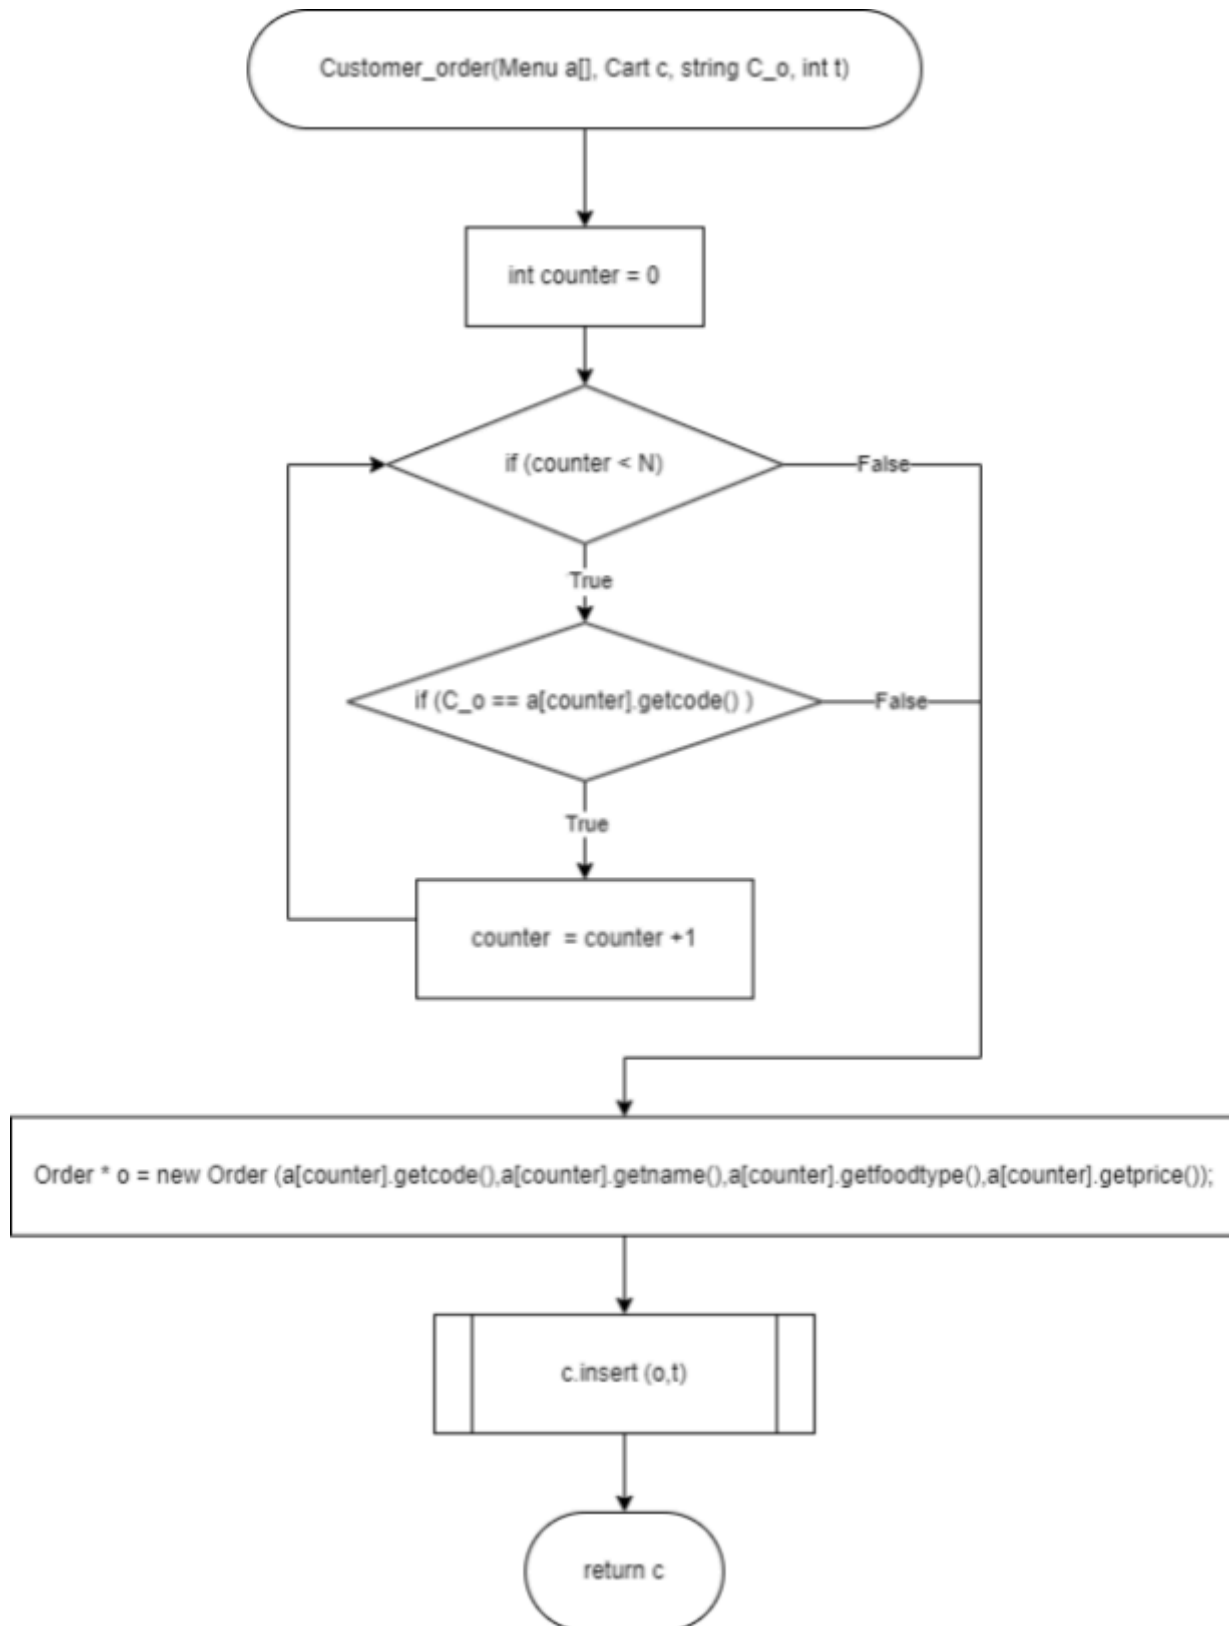 Customer_order(Menu a[], Cart c, string C_o, int t)
int counter = 0
if (counter < N)
False
True
if (C_o == a[counter].getcode() )
False
True
counter  = counter +1
Order * o = new Order (a[counter].getcode(),a[counter].getname(),a[counter].getfoodtype(),a[counter].getprice());
c.insert (o,t)
return c